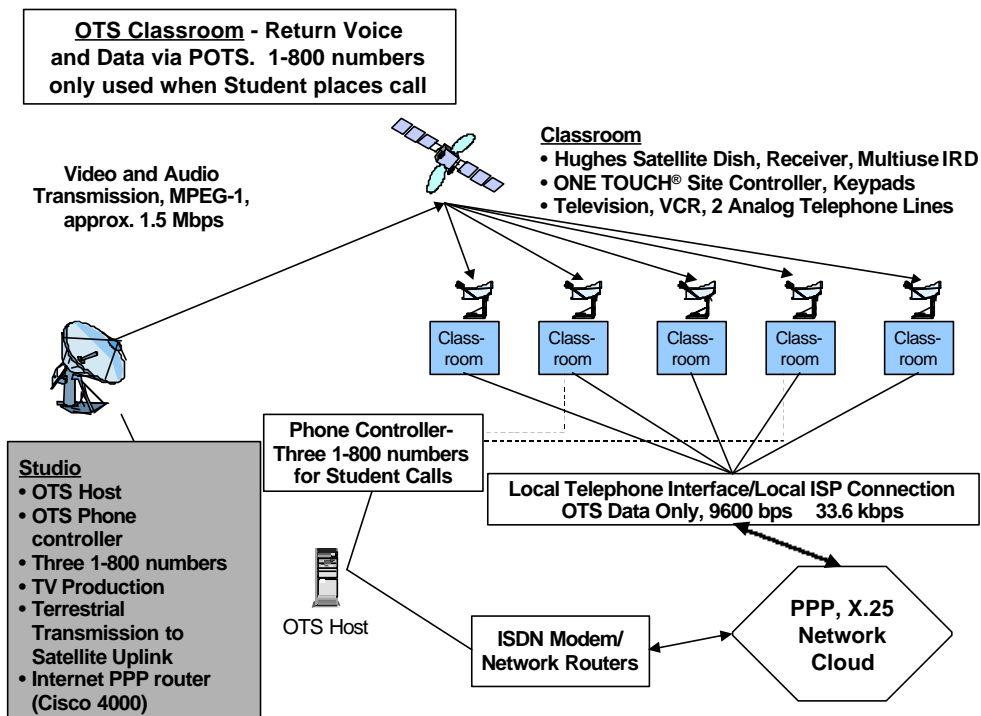 OTS Classroom - Return Voice
and Data via POTS. 1-800 numbers
only used when Student places call
Video and Audio
Transmission, MPEG-1,
approx. 1.5 Mbps
Classroom
• Hughes Satellite Dish, Receiver, Multiuse IRD
• ONE TOUCH® Site Controller, Keypads
• Television, VCR, 2 Analog Telephone Lines
Class-
room
Class-
room
Class-
room
Class-
room
Class-
room
Phone Controller-
Three 1-800 numbers
for Student Calls
Local Telephone Interface/Local ISP Connection
OTS Data Only, 9600 bps 33.6 kbps
Studio
• OTS Host
• OTS Phone
controller
• Three 1-800 numbers
• TV Production
• Terrestrial
Transmission to
Satellite Uplink
• Internet PPP router
(Cisco 4000)
OTS Host
ISDN Modem/
Network Routers
PPP, X.25
Network
Cloud